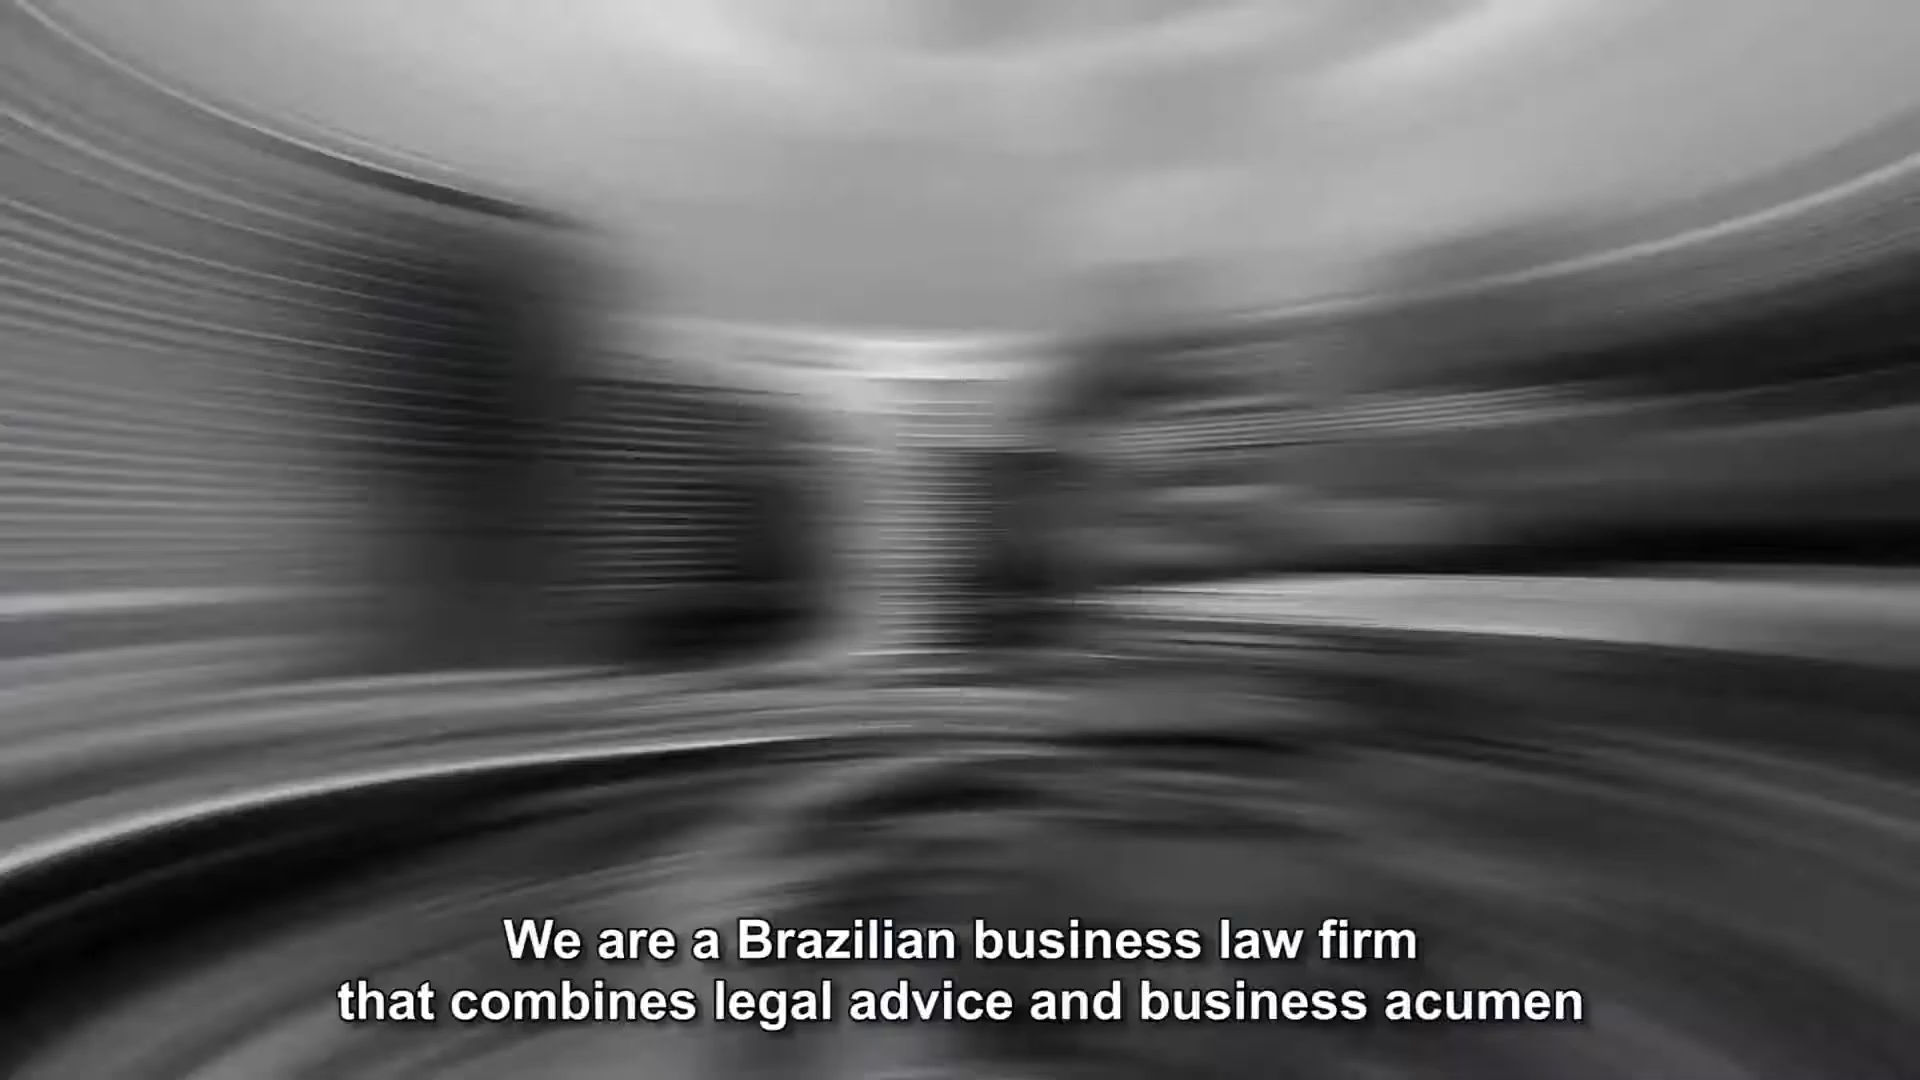 We are a Brazilian business law firm
that combines legal advice and business acumen